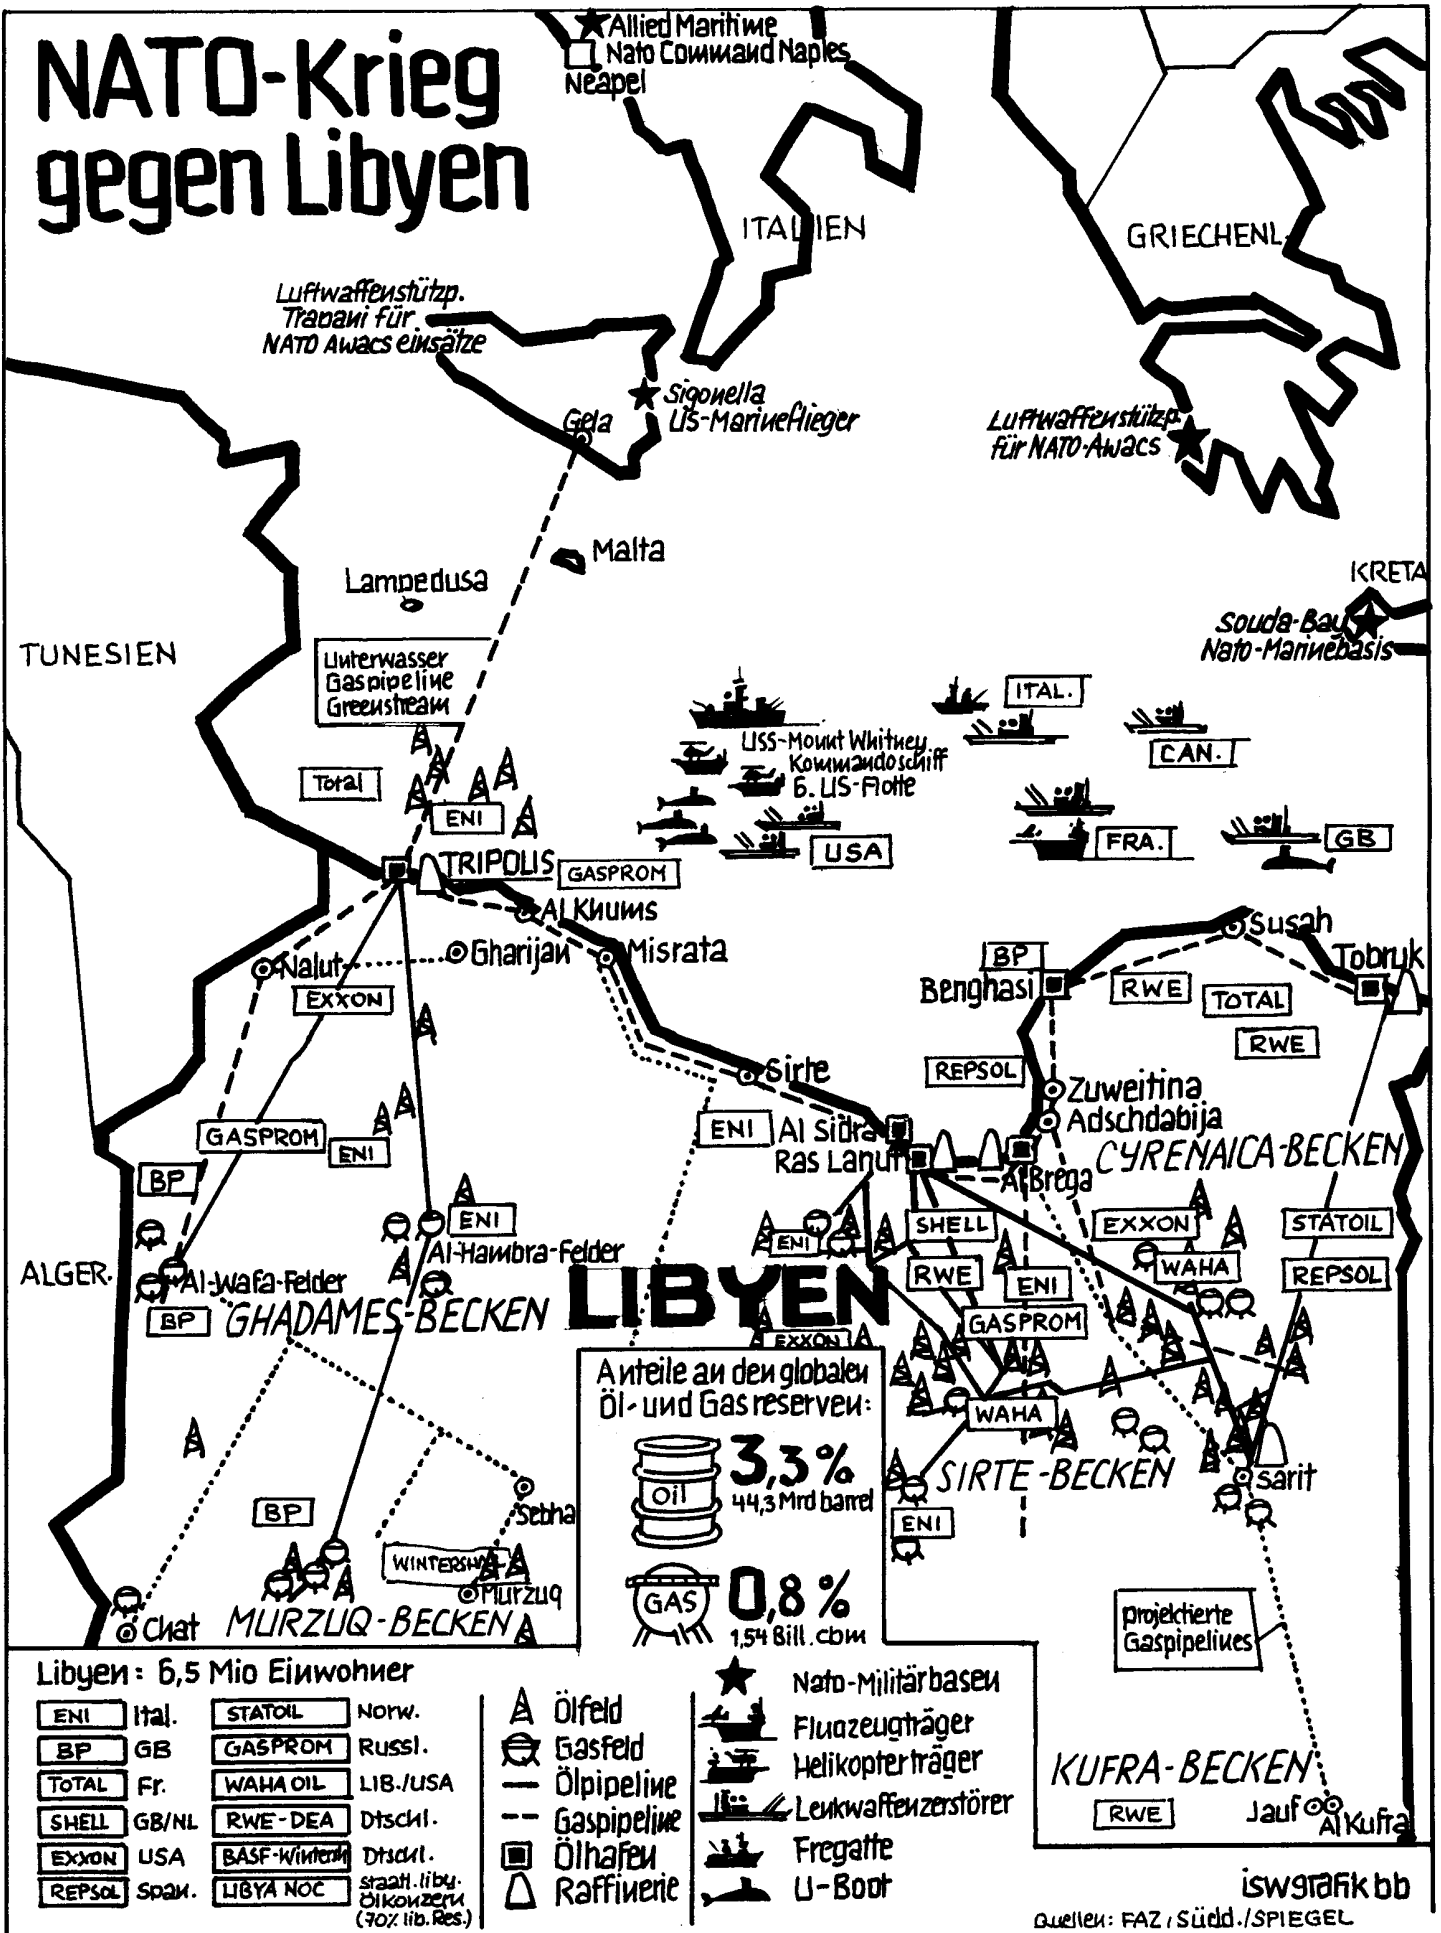 NATO-Krieg
gegen Libyen
Allied Maritime
Nato Command Naples
Neapel
ITALIEN
GRIECHENL.
Luftwaffenstützp.
Trapani für
NATO Awacs einsätze
Sigonella
US-Marineflieger
Gela
Luftwaffenstützp.
für NATO-Awacs
Malta
Lampedusa
KRETA
Souda-Bay
Nato-Marinebasis
TUNESIEN
Unterwasser
Gaspipeline
Greenstream
ITAL.
CAN.
USS-Mount Whitney
Kommandoschiff
6. US-Flotte
Total
ENI
USA
FRA.
GB
TRIPOLIS
GASPROM
Al Khums
Gharijan
Misrata
Nalut
EXXON
Susah
Tobruk
BP
Benghasi
RWE
TOTAL
RWE
Sirte
REPSOL
Zuweitina
Adschdabija
GASPROM
ENI
ENI
Al Sidra
Ras Lanuf
CYRENAICA-BECKEN
Al Brega
BP
ENI
Al-Hambra-Felder
ENI
SHELL
EXXON
STATOIL
WAHA
RWE
ENI
REPSOL
ALGER.
Al-Wafa-Felder
BP
GHADAMES-BECKEN
LIBYEN
GASPROM
EXXON
Anteile an den globalen
Öl- und Gasreserven:
Oil
3,3%
44,3 Mrd barrel
GAS
0,8%
1,54 Bill. cbm
WAHA
SIRTE-BECKEN
Sarit
ENI
Sebha
BP
WINTERSHA
Murzuq
Chat
MURZUQ-BECKEN
projektierte
Gaspipelines
KUFRA-BECKEN
RWE
Jauf
Al Kufra
Libyen: 6,5 Mio Einwohner
ENI Ital.
BP GB
TOTAL Fr.
SHELL GB/NL
EXXON USA
REPSOL Span.
STATOIL Norw.
GASPROM Russl.
WAHA OIL LIB./USA
RWE-DEA Dtschl.
BASF-Wintersh Dtschl.
LIBYA NOC staatl. liby.
Ölkonzern
(70% lib. Res.)
Ölfeld
Gasfeld
Ölpipeline
Gaspipeline
Ölhafen
Raffinerie
Nato-Militärbasen
Flugzeugträger
Helikopterträger
Lenkwaffenzerstörer
Fregatte
U-Boot
iswgrafik bb
Quellen: FAZ, Südd./SPIEGEL